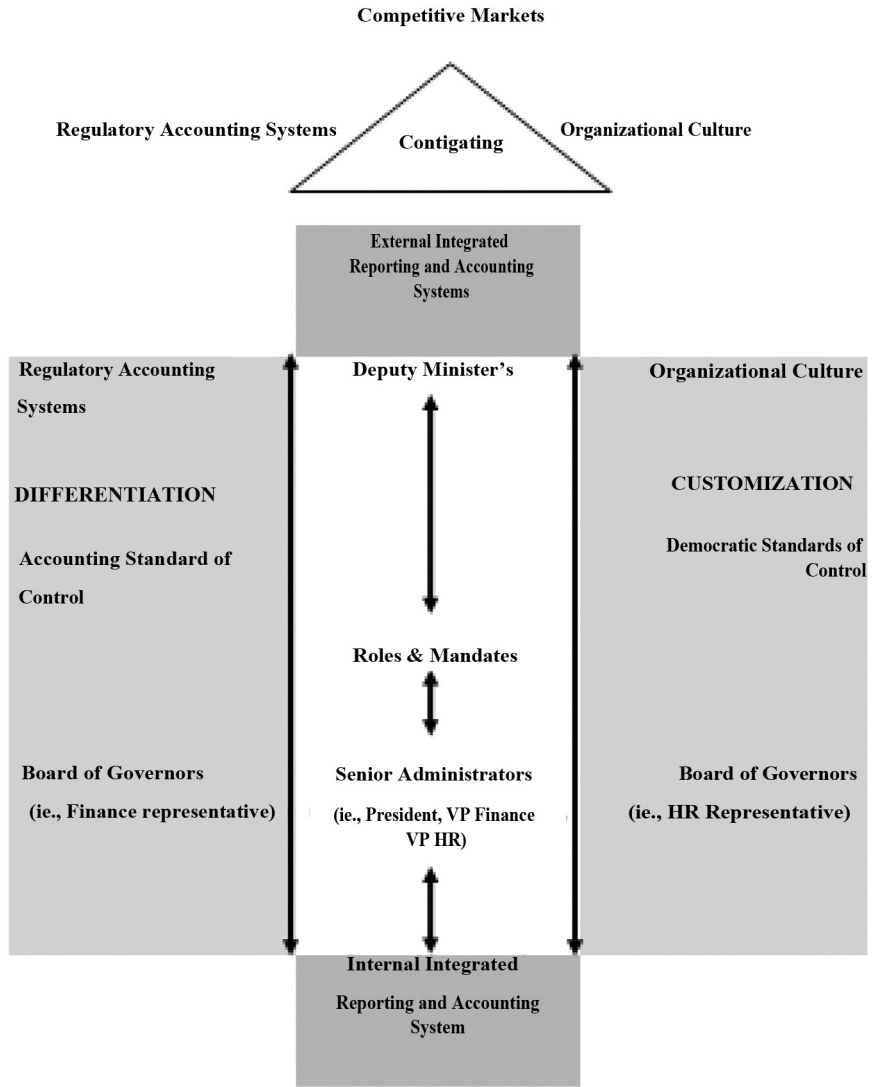 Competitive Markets
Regulatory Accounting Systems
Contigating
Organizational Culture
External Integrated
Reporting and Accounting
Systems
Regulatory Accounting
Systems
DIFFERENTIATION
Accounting Standard of
Control
Board of Governors
(ie., Finance representative)
Deputy Minister’s
Roles & Mandates
Senior Administrators
(ie., President, VP Finance
VP HR)
Organizational Culture
CUSTOMIZATION
Democratic Standards of
Control
Board of Governors
(ie., HR Representative)
Internal Integrated
Reporting and Accounting
System